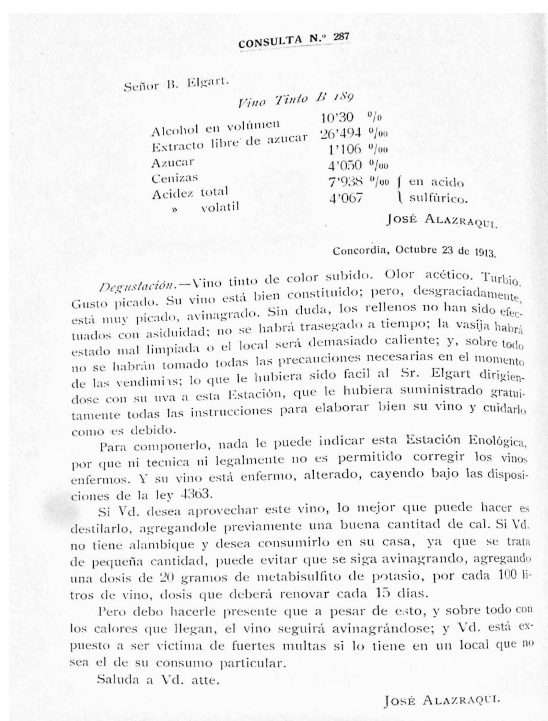 CONSULTA N.º 287
Señor B. Elgart.
Vino Tinto B 189
Alcohol en volúmen 10'30 º/o
Extracto libre de azucar 26'494 º/oo
Azucar 1'106 º/oo
Cenizas 4'050 º/oo
Acidez total 7'938 º/oo { en acido
» volatil 4'067 { sulfúrico.
JOSÉ ALAZRAQUI.
Concordia, Octubre 23 de 1913.
Degustación.—Vino tinto de color subido. Olor acético. Turbio.
Gusto picado. Su vino está bien constituido; pero, desgraciadamente,
está muy picado, avinagrado. Sin duda, los rellenos no han sido efec-
tuados con asiduidad; no se habrá trasegado a tiempo; la vasija habrá
estado mal limpiada o el local será demasiado caliente; y, sobre todo
no se habrán tomado todas las precauciones necesarias en el momento
de las vendimias; lo que le hubiera sido facil al Sr. Elgart dirigien-
dose con su uva a esta Estación, que le hubiera suministrado gratui-
tamente todas las instrucciones para elaborar bien su vino y cuidarlo
como es debido.
Para componerlo, nada le puede indicar esta Estación Enológica,
por que ni tecnica ni legalmente no es permitido corregir los vinos
enfermos. Y su vino está enfermo, alterado, cayendo bajo las disposi-
ciones de la ley 4363.
Si Vd. desea aprovechar este vino, lo mejor que puede hacer es
destilarlo, agregandole previamente una buena cantidad de cal. Si Vd.
no tiene alambique y desea consumirlo en su casa, ya que se trata
de pequeña cantidad, puede evitar que se siga avinagrando, agregando
una dosis de 20 gramos de metabisulfito de potasio, por cada 100 li-
tros de vino, dosis que deberá renovar cada 15 días.
Pero debo hacerle presente que a pesar de esto, y sobre todo con
los calores que llegan, el vino seguirá avinagrándose; y Vd. está ex-
puesto a ser víctima de fuertes multas si lo tiene en un local que no
sea el de su consumo particular.
Saluda a Vd. atte.
JOSÉ ALAZRAQUI.